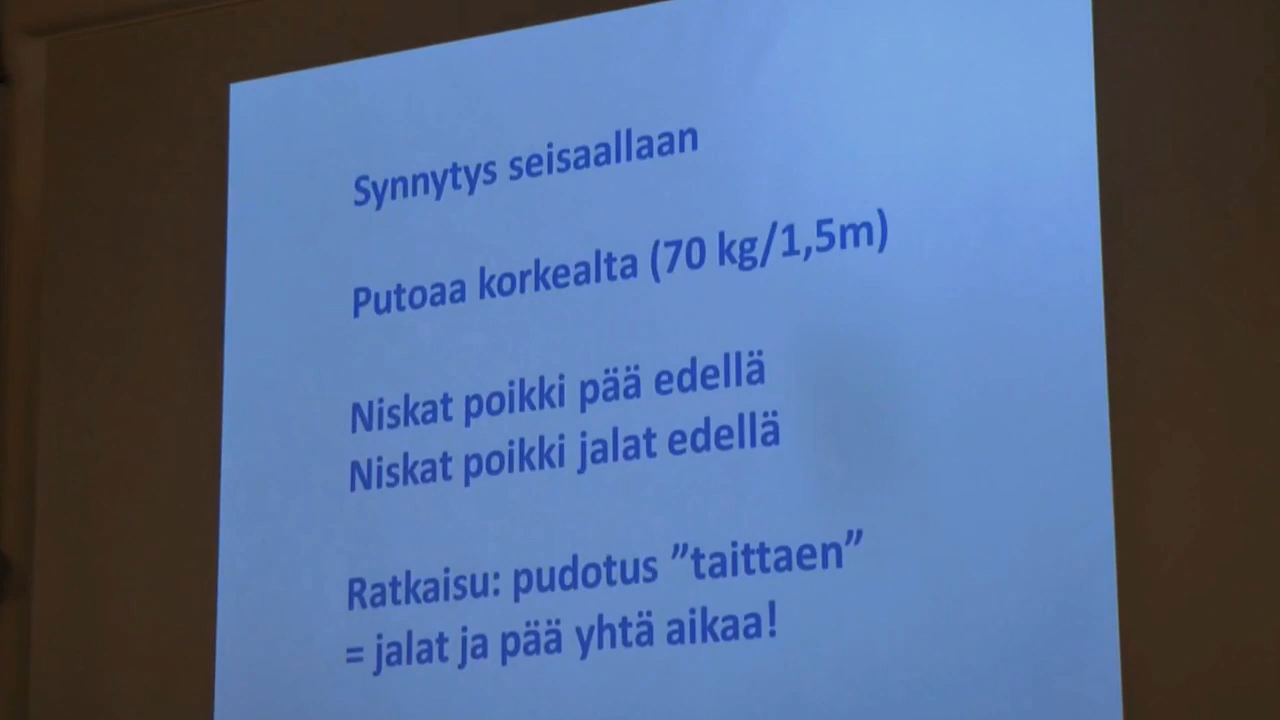 Synnytys seisaallaan
Putoaa korkealta (70 kg/1,5m)
Niskat poikki pää edellä
Niskat poikki jalat edellä
Ratkaisu: pudotus ”taittaen”
= jalat ja pää yhtä aikaa!